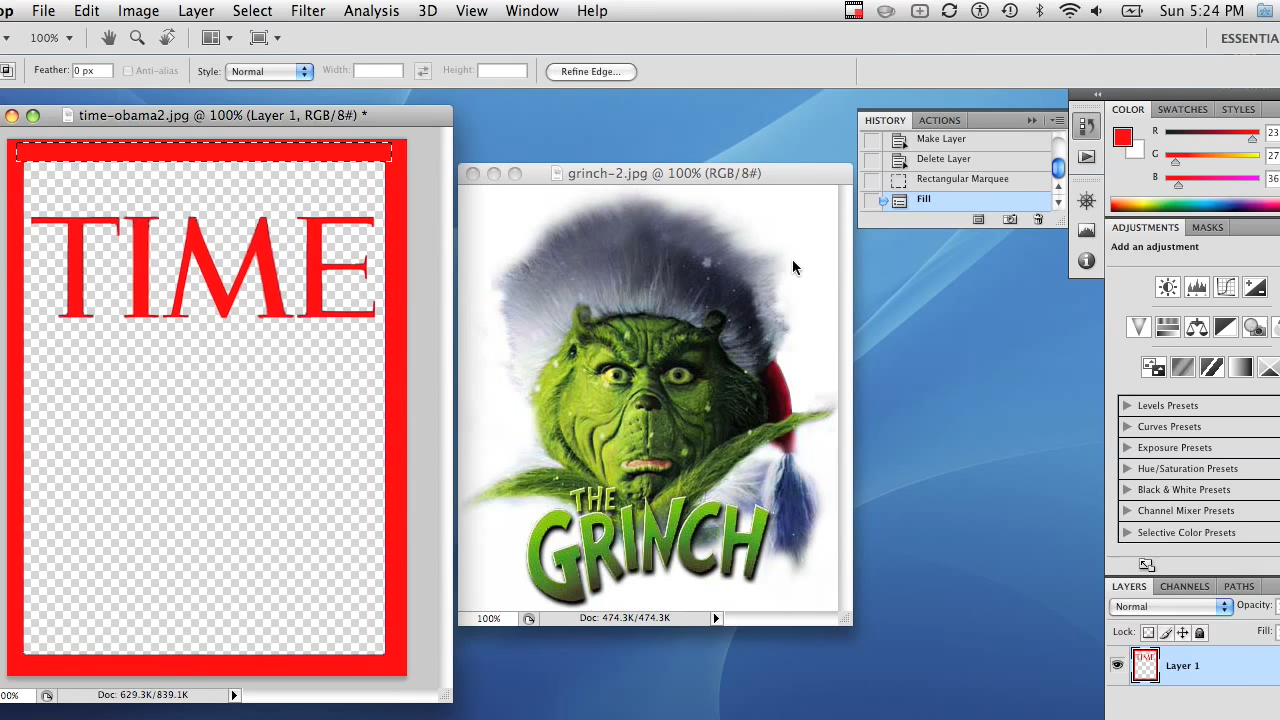 op File Edit Image Layer Select Filter Analysis 3D View Window Help Sun 5:24 PM
100% ESSENTIA
Feather: 0 px Anti-alias Style: Normal Width: Height: Refine Edge...
time-obama2.jpg @ 100% (Layer 1, RGB/8#) *
TIME
00% Doc: 629.3K/839.1K
grinch-2.jpg @ 100% (RGB/8#)
THE
GRINCH
100% Doc: 474.3K/474.3K
HISTORY ACTIONS
Make Layer
Delete Layer
Rectangular Marquee
Fill
COLOR SWATCHES STYLES
R 23
G 27
B 36
ADJUSTMENTS MASKS
Add an adjustment
Levels Presets
Curves Presets
Exposure Presets
Hue/Saturation Presets
Black & White Presets
Channel Mixer Presets
Selective Color Presets
LAYERS CHANNELS PATHS
Normal Opacity:
Lock: Fill:
Layer 1